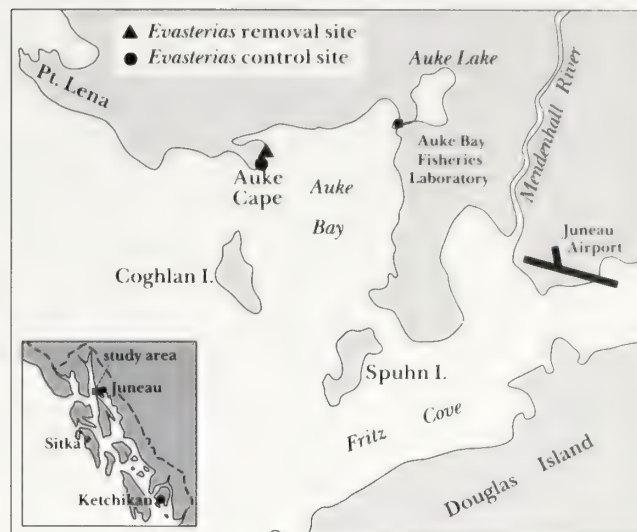 ▲ Evasterias removal site
● Evasterias control site
Pt. Lena
Auke Lake
Mendenhall River
Auke Bay
Fisheries
Laboratory
Auke
Cape
Auke
Bay
Juneau
Airport
Coghlan I.
Spuhn I.
Fritz Cove
Douglas Island
study area
Juneau
Sitka
Ketchikan